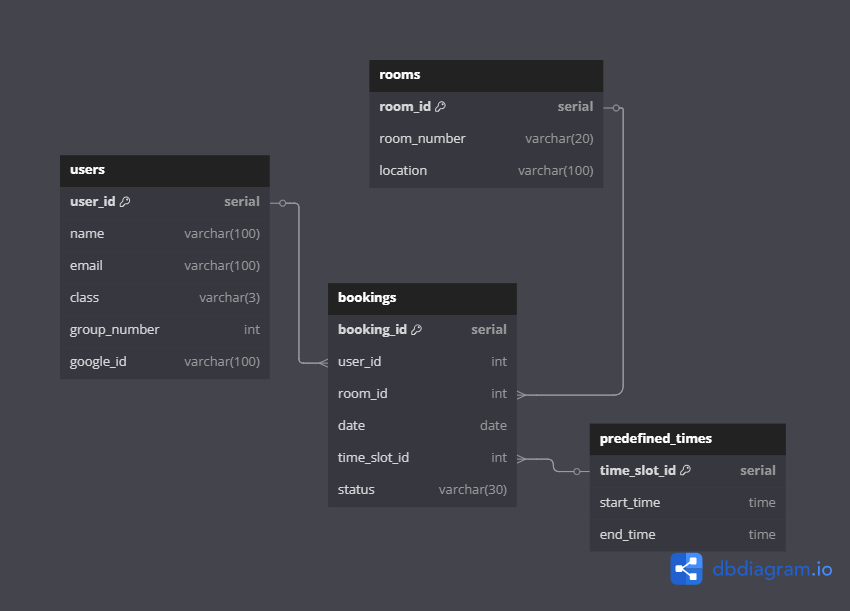 rooms
room_id serial
room_number varchar(20)
location varchar(100)
users
user_id serial
name varchar(100)
email varchar(100)
class varchar(3)
group_number int
google_id varchar(100)
bookings
booking_id serial
user_id int
room_id int
date date
time_slot_id int
status varchar(30)
predefined_times
time_slot_id serial
start_time time
end_time time
dbdiagram.io